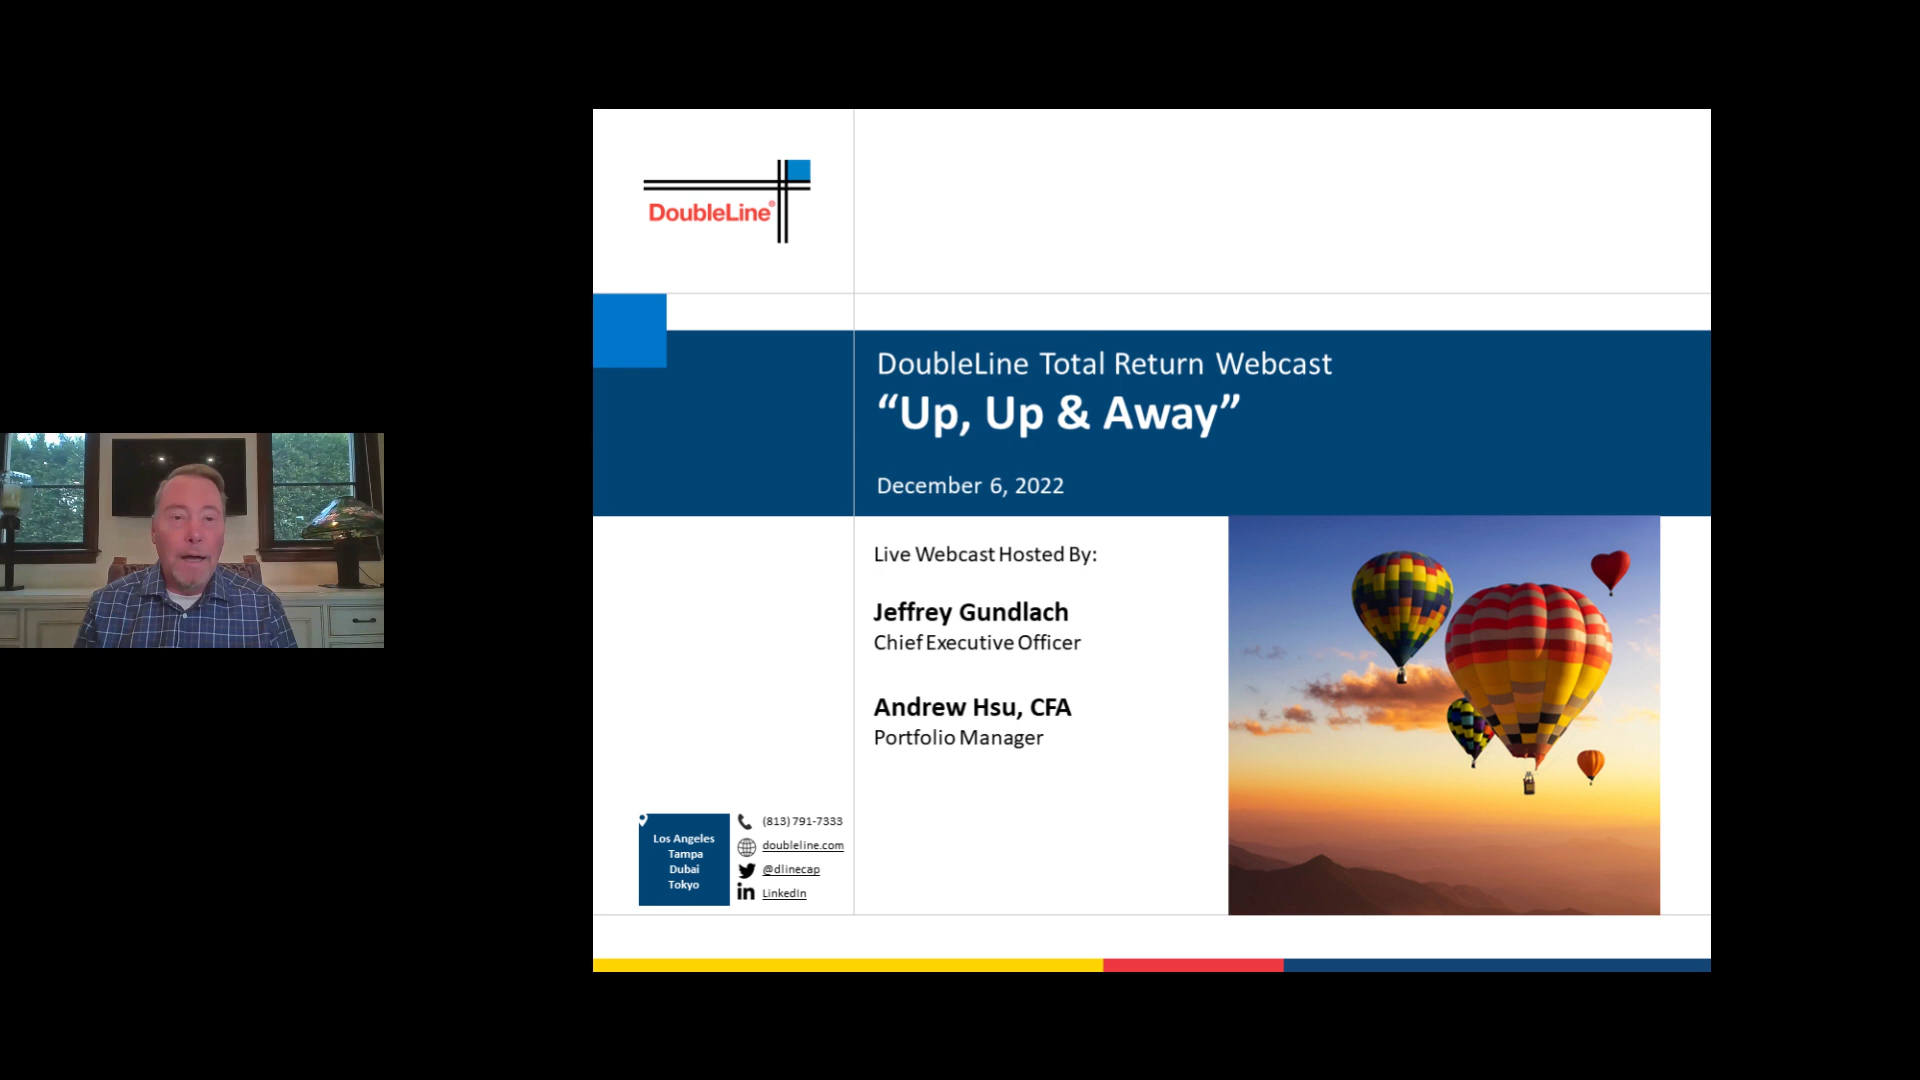 DoubleLine®
DoubleLine Total Return Webcast
“Up, Up & Away”
December 6, 2022
Live Webcast Hosted By:
Jeffrey Gundlach
Chief Executive Officer
Andrew Hsu, CFA
Portfolio Manager
Los Angeles
Tampa
Dubai
Tokyo
(813) 791-7333
doubleline.com
@dlinecap
in LinkedIn